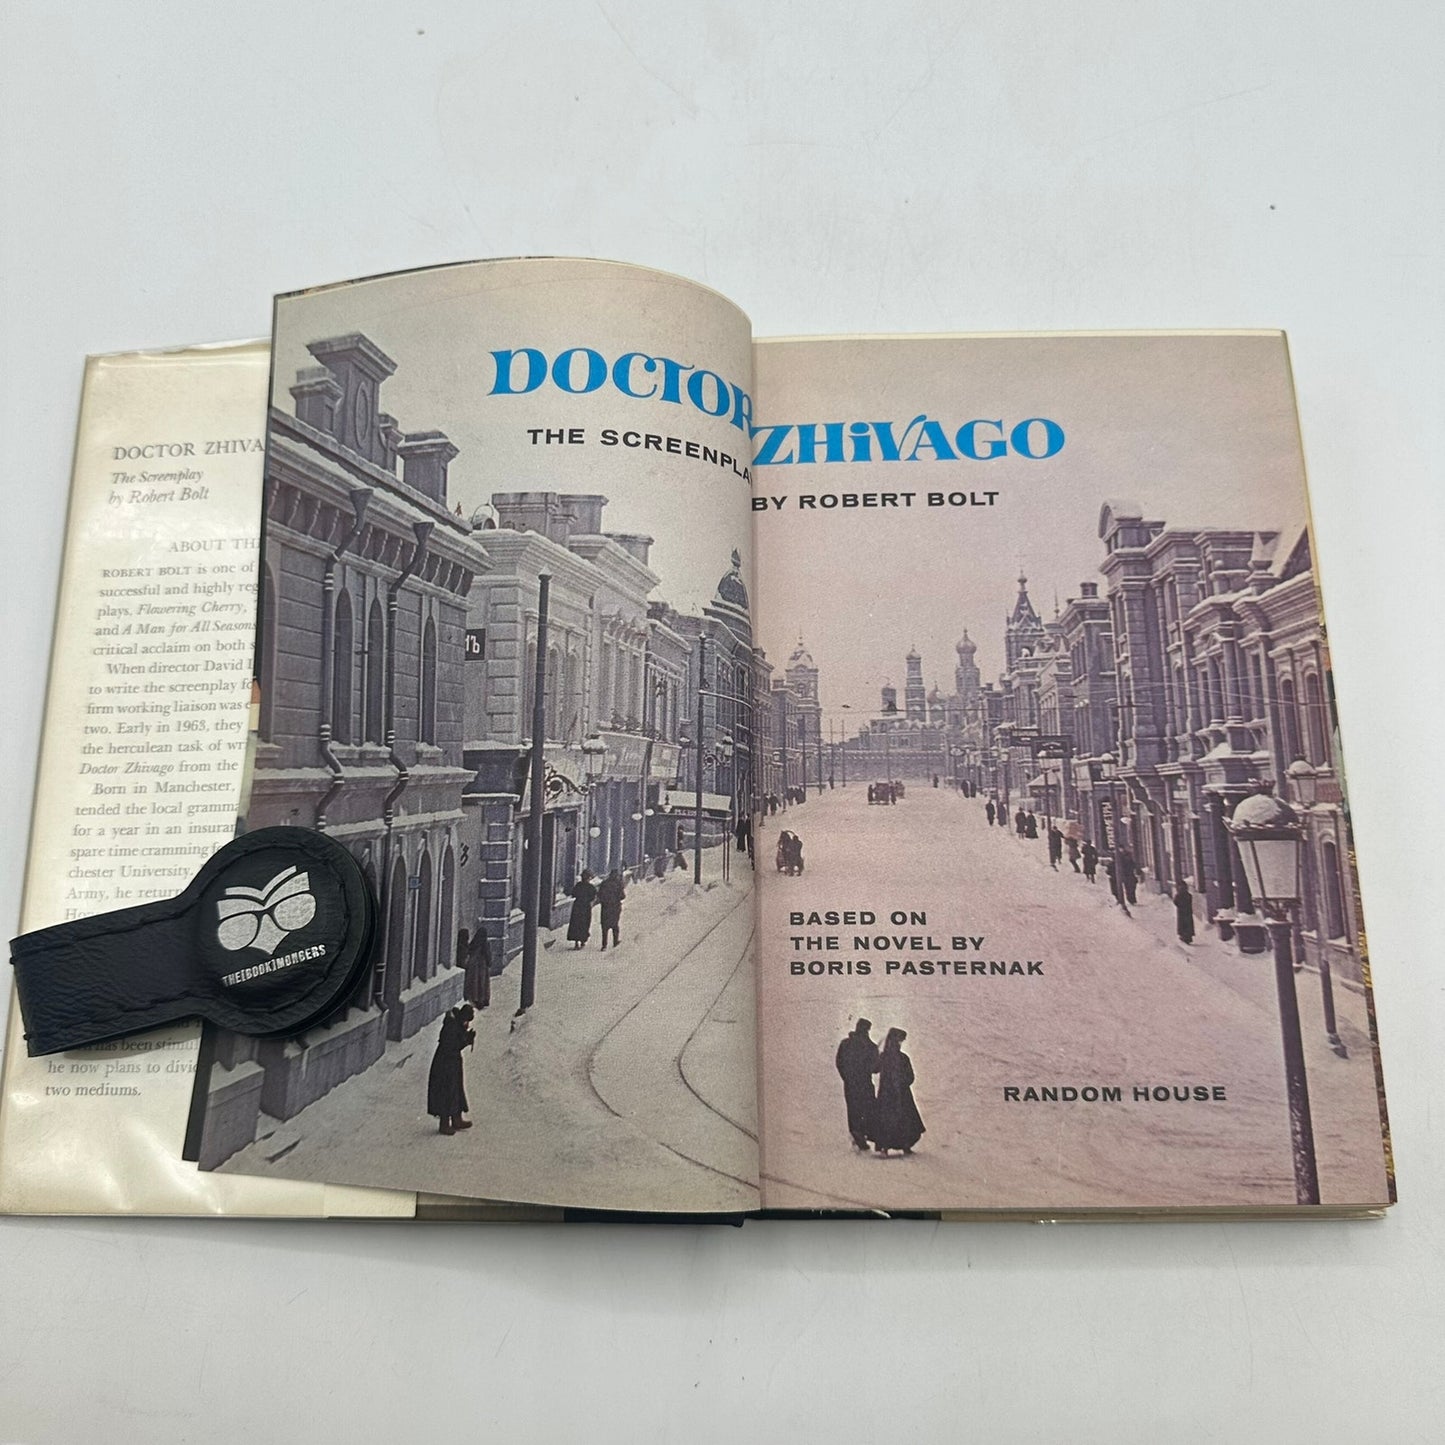 DOCTOR ZHIVA
The Screenplay
by Robert Bolt
ABOUT TH
ROBERT BOLT is one of
successful and highly reg
plays, Flowering Cherry,
and A Man for All Seasons
critical acclaim on both s
When director David L
to write the screenplay fo
firm working liaison was
two. Early in 1963, they
the herculean task of wr
Doctor Zhivago from the
Born in Manchester,
tended the local gramma
for a year in an insuran
spare time cramming f
chester University.
Army, he return
has been stimul
he now plans to divi
two mediums.
THE[BOOK]MONGERS
DOCTOR ZHIVAGO
THE SCREENPLAY BY ROBERT BOLT
BASED ON
THE NOVEL BY
BORIS PASTERNAK
RANDOM HOUSE